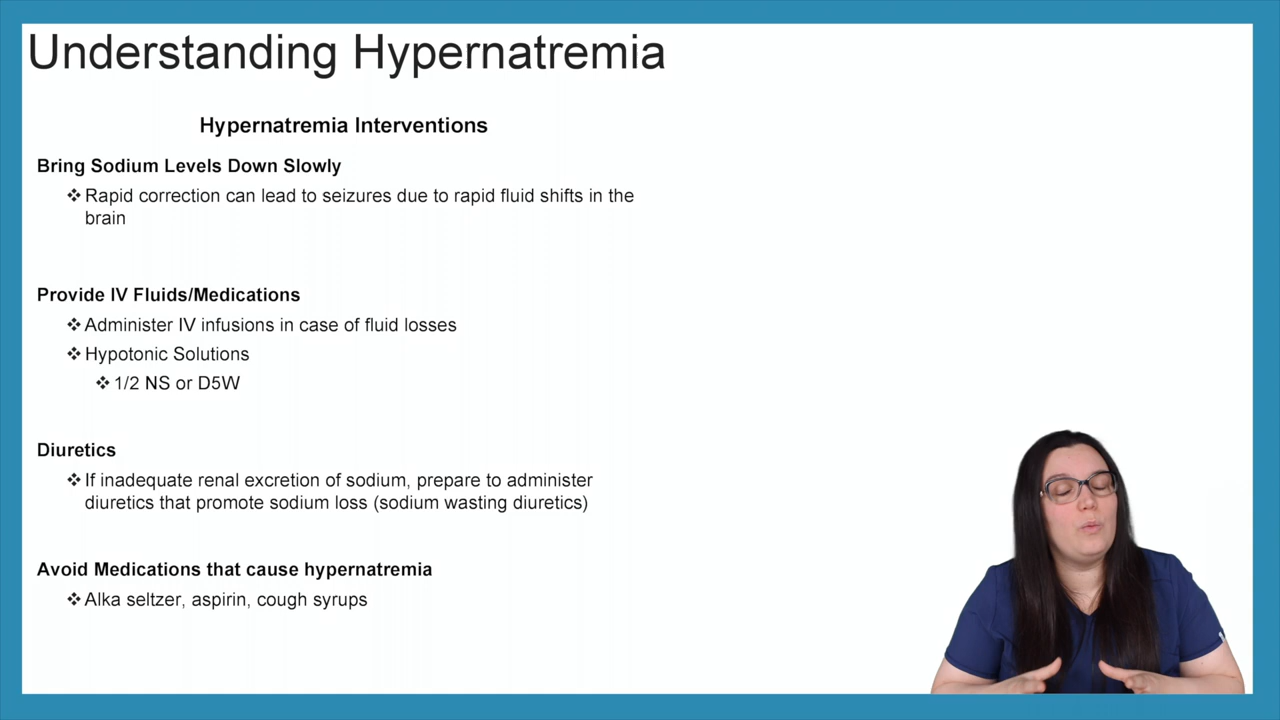 Understanding Hypernatremia
Hypernatremia Interventions
Bring Sodium Levels Down Slowly
❖ Rapid correction can lead to seizures due to rapid fluid shifts in the
brain
Provide IV Fluids/Medications
❖ Administer IV infusions in case of fluid losses
❖ Hypotonic Solutions
❖ 1/2 NS or D5W
Diuretics
❖ If inadequate renal excretion of sodium, prepare to administer
diuretics that promote sodium loss (sodium wasting diuretics)
Avoid Medications that cause hypernatremia
❖ Alka seltzer, aspirin, cough syrups